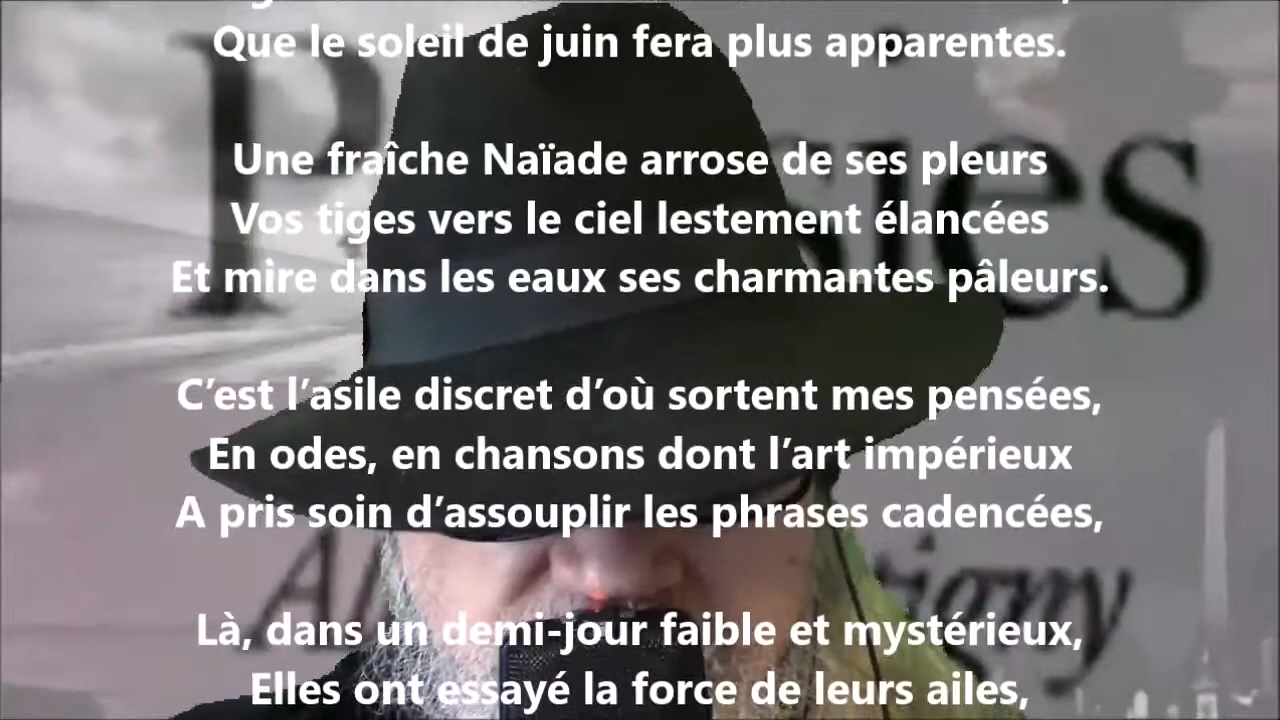 Que le soleil de juin fera plus apparentes.
Une fraîche Naïade arrose de ses pleurs
Vos tiges vers le ciel lestement élancées
Et mire dans les eaux ses charmantes pâleurs.
C’est l’asile discret d’où sortent mes pensées,
En odes, en chansons dont l’art impérieux
A pris soin d’assouplir les phrases cadencées,
Là, dans un demi-jour faible et mystérieux,
Elles ont essayé la force de leurs ailes,